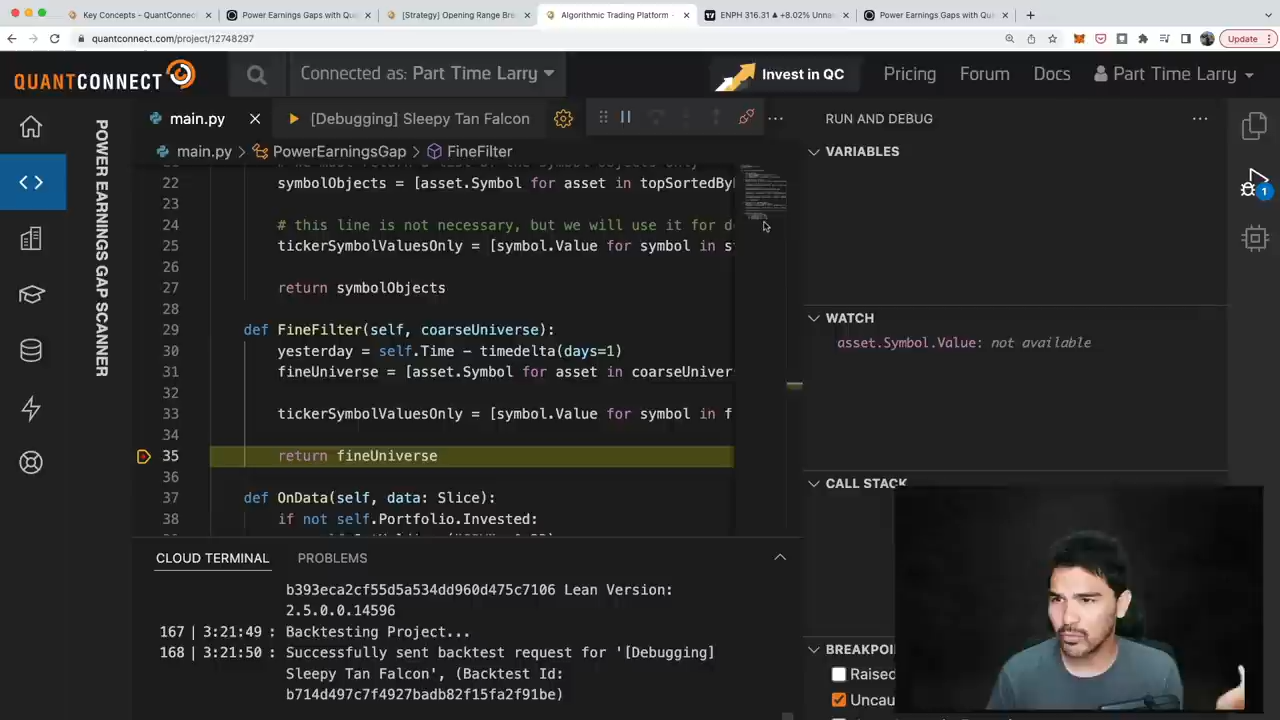 Key Concepts - QuantConnect
Power Earnings Gaps with Qu
[Strategy] Opening Range Bre
Algorithmic Trading Platform -
ENPH 316.31 ▲ +8.02% Unna
Power Earnings Gaps with Qu
quantconnect.com/project/12748297
Update
QUANTCONNECT
Connected as: Part Time Larry
Invest in QC
Pricing
Forum
Docs
Part Time Larry
main.py
[Debugging] Sleepy Tan Falcon
RUN AND DEBUG
main.py > PowerEarningsGap > FineFilter
VARIABLES
POWER EARNINGS GAP SCANNER
22 symbolObjects = [asset.Symbol for asset in topSortedBy
23
24 # this line is not necessary, but we will use it for d
25 tickerSymbolValuesOnly = [symbol.Value for symbol in s
26
27 return symbolObjects
28
29 def FineFilter(self, coarseUniverse):
30 yesterday = self.Time - timedelta(days=1)
31 fineUniverse = [asset.Symbol for asset in coarseUniver
32
33 tickerSymbolValuesOnly = [symbol.Value for symbol in f
34
35 return fineUniverse
36
37 def OnData(self, data: Slice):
38 if not self.Portfolio.Invested:
WATCH
asset.Symbol.Value: not available
CALL STACK
1
CLOUD TERMINAL
PROBLEMS
b393eca2cf55d5a534dd960d475c7106 Lean Version:
2.5.0.0.14596
167 | 3:21:49 : Backtesting Project...
168 | 3:21:50 : Successfully sent backtest request for '[Debugging]
Sleepy Tan Falcon', (Backtest Id:
b714d497c7f4927badb82f15fa2f91be)
BREAKPOI
Raised
Uncau